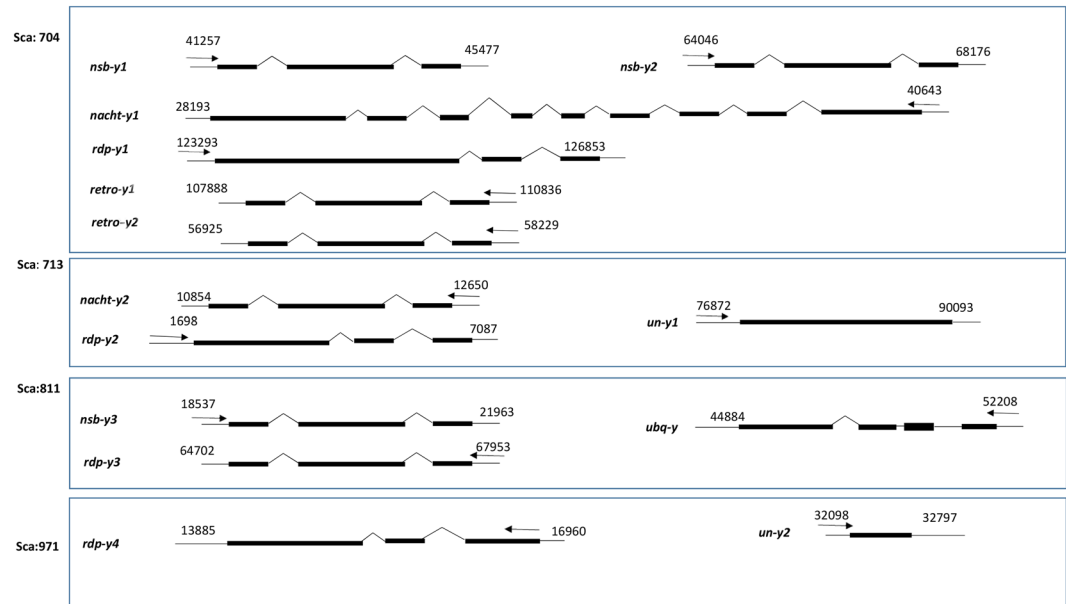 Sca: 704
41257 45477 64046 68176
nsb-y1 nsb-y2
28193 40643
nacht-y1
123293 126853
rdp-y1
retro-y1 107888 110836
retro-y2 56925 58229
Sca: 713
nacht-y2 10854 12650 76872 90093
un-y1
1698 7087
rdp-y2
Sca:811
18537 21963 44884 52208
nsb-y3 ubq-y
64702 67953
rdp-y3
Sca:971
13885 16960 32098 32797
rdp-y4 un-y2